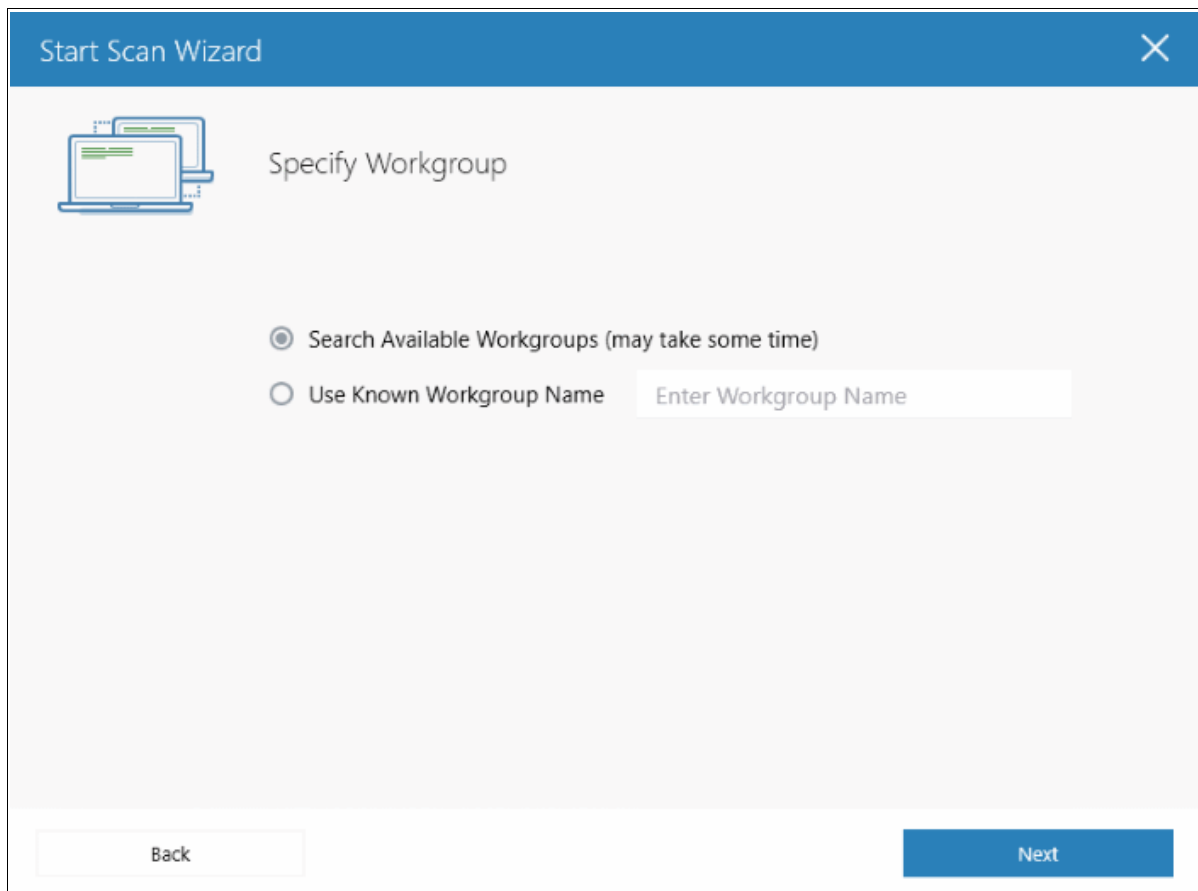 Start Scan Wizard
Specify Workgroup
Search Available Workgroups (may take some time)
Use Known Workgroup Name Enter Workgroup Name
Back Next